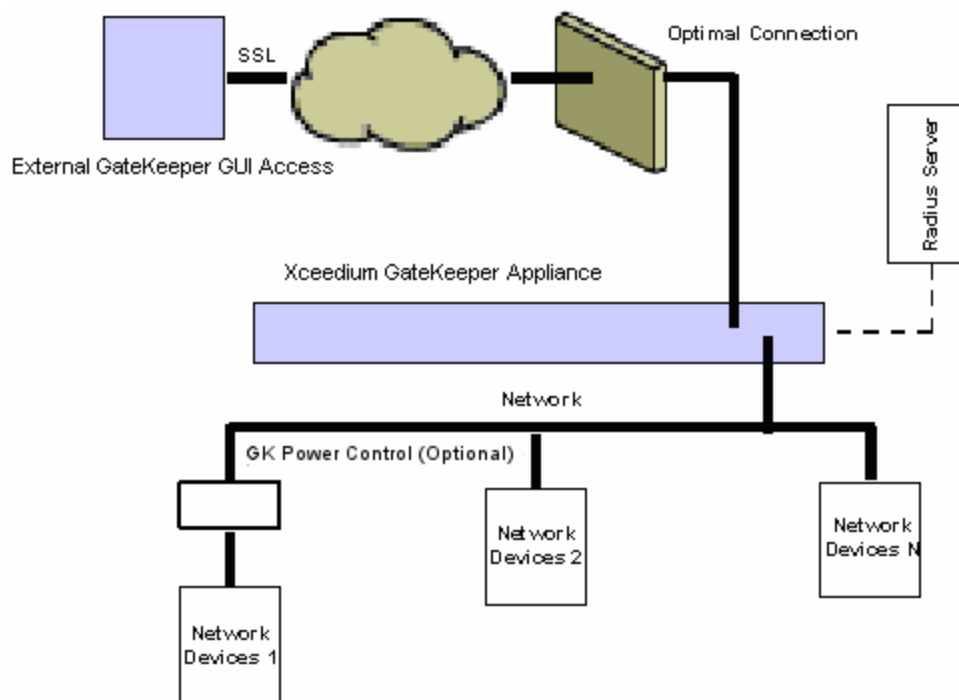 SSL
Optimal Connection
External GateKeeper GUI Access
Radius Server
Xceedium GateKeeper Appliance
Network
GK Power Control (Optional)
Network
Devices 2
Network
Devices N
Network
Devices 1